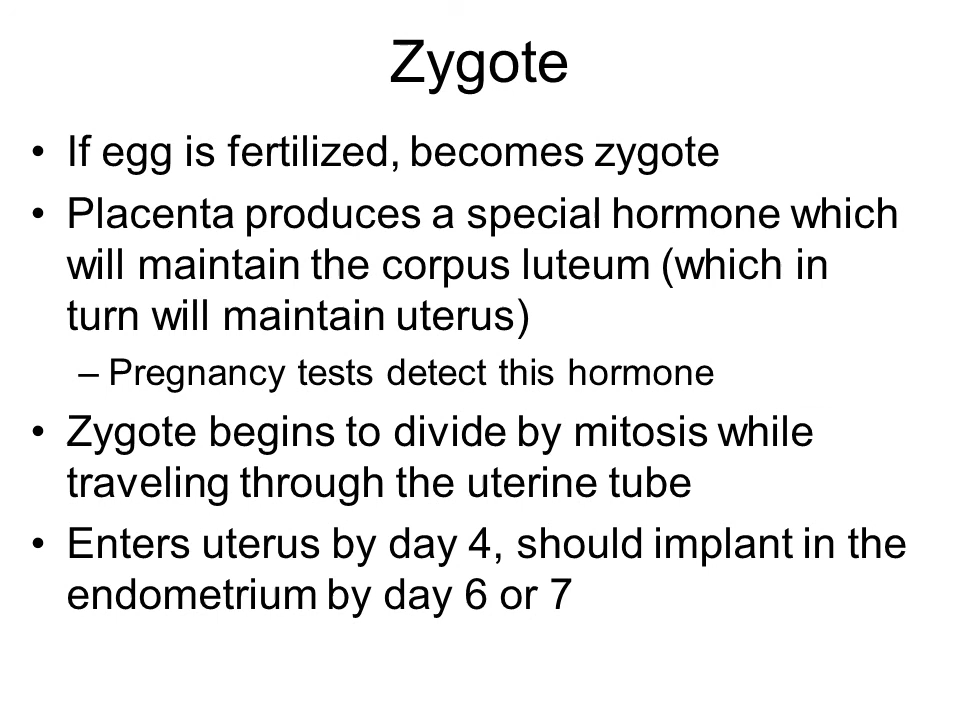 Zygote
• If egg is fertilized, becomes zygote
• Placenta produces a special hormone which
will maintain the corpus luteum (which in
turn will maintain uterus)
– Pregnancy tests detect this hormone
• Zygote begins to divide by mitosis while
traveling through the uterine tube
• Enters uterus by day 4, should implant in the
endometrium by day 6 or 7